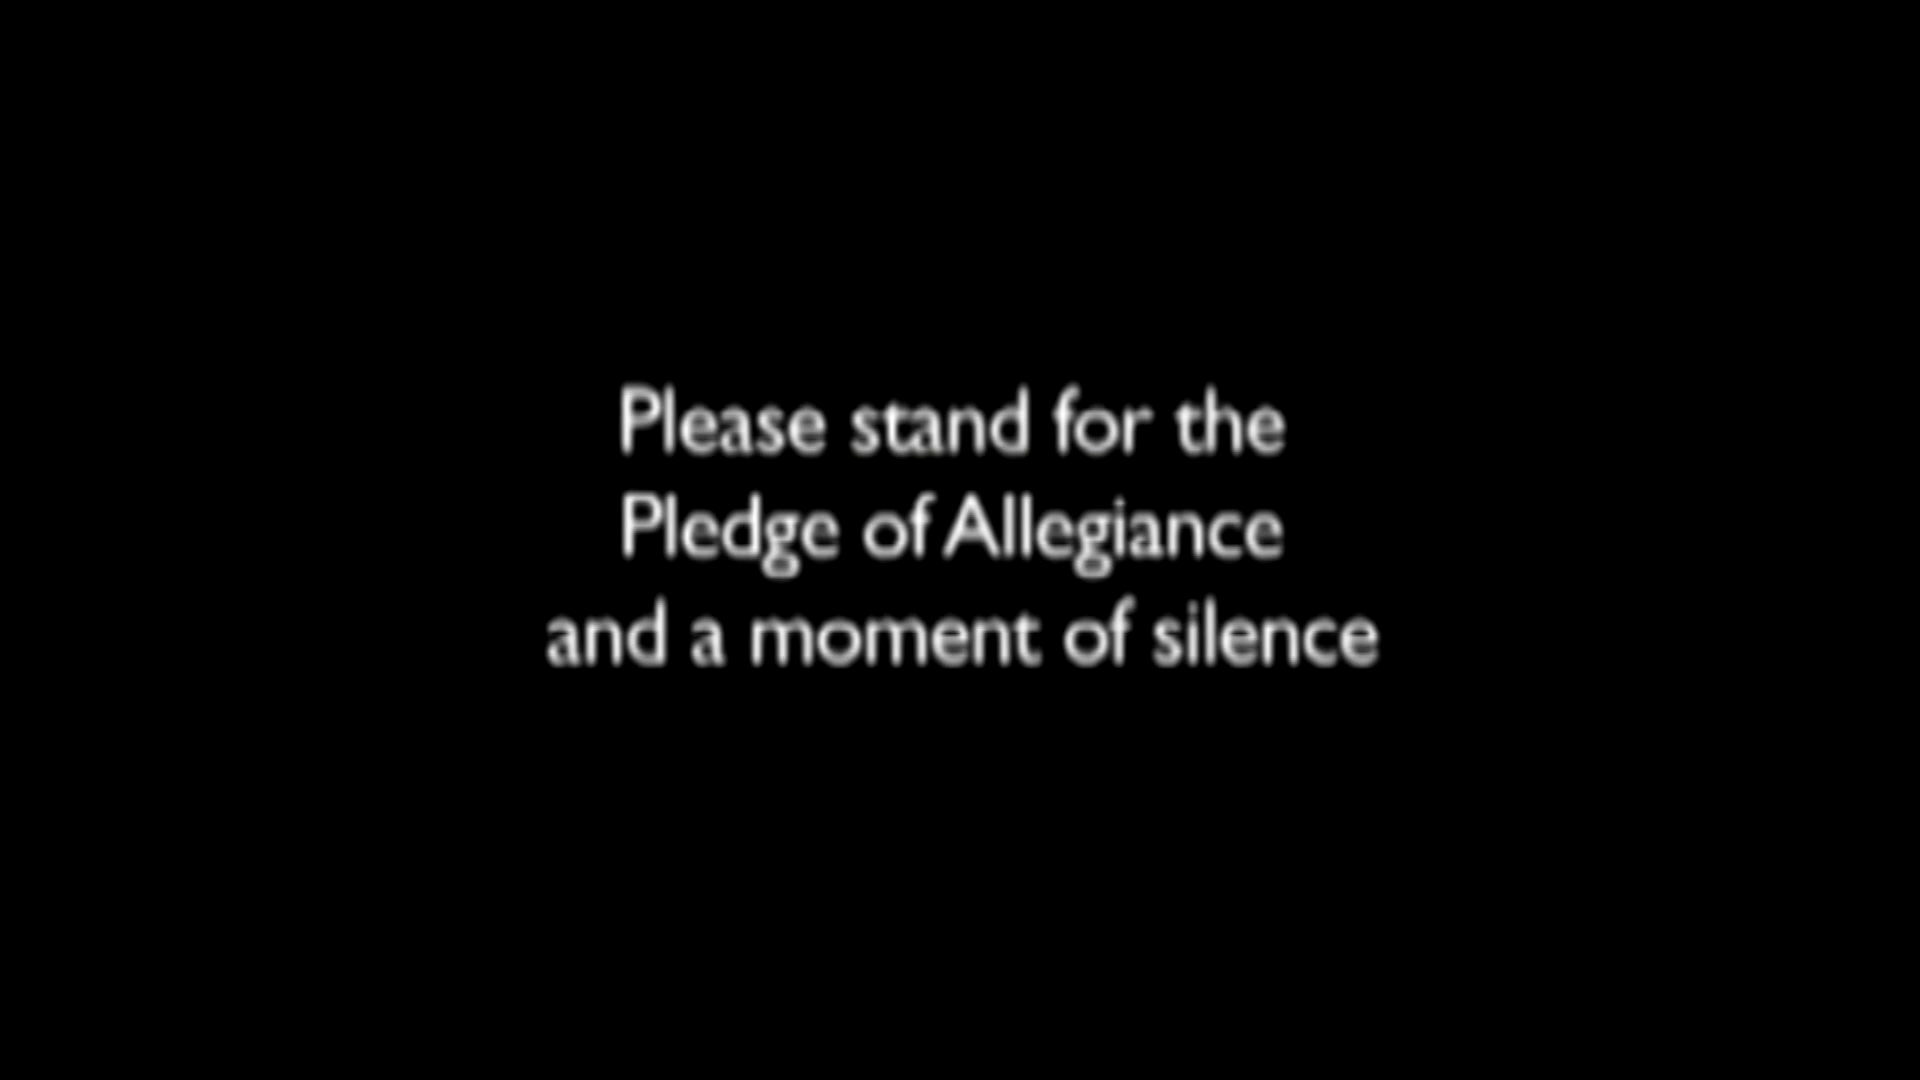 Please stand for the
Pledge of Allegiance
and a moment of silence